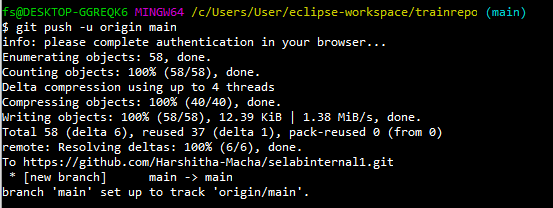 fs@DESKTOP-GGREQK6 MINGW64 /c/Users/User/eclipse-workspace/trainrepo (main)
$ git push -u origin main
info: please complete authentication in your browser...
Enumerating objects: 58, done.
Counting objects: 100% (58/58), done.
Delta compression using up to 4 threads
Compressing objects: 100% (40/40), done.
Writing objects: 100% (58/58), 12.39 KiB | 1.38 MiB/s, done.
Total 58 (delta 6), reused 37 (delta 1), pack-reused 0 (from 0)
remote: Resolving deltas: 100% (6/6), done.
To https://github.com/Harshitha-Macha/selabinternal1.git
 * [new branch]      main -> main
branch 'main' set up to track 'origin/main'.